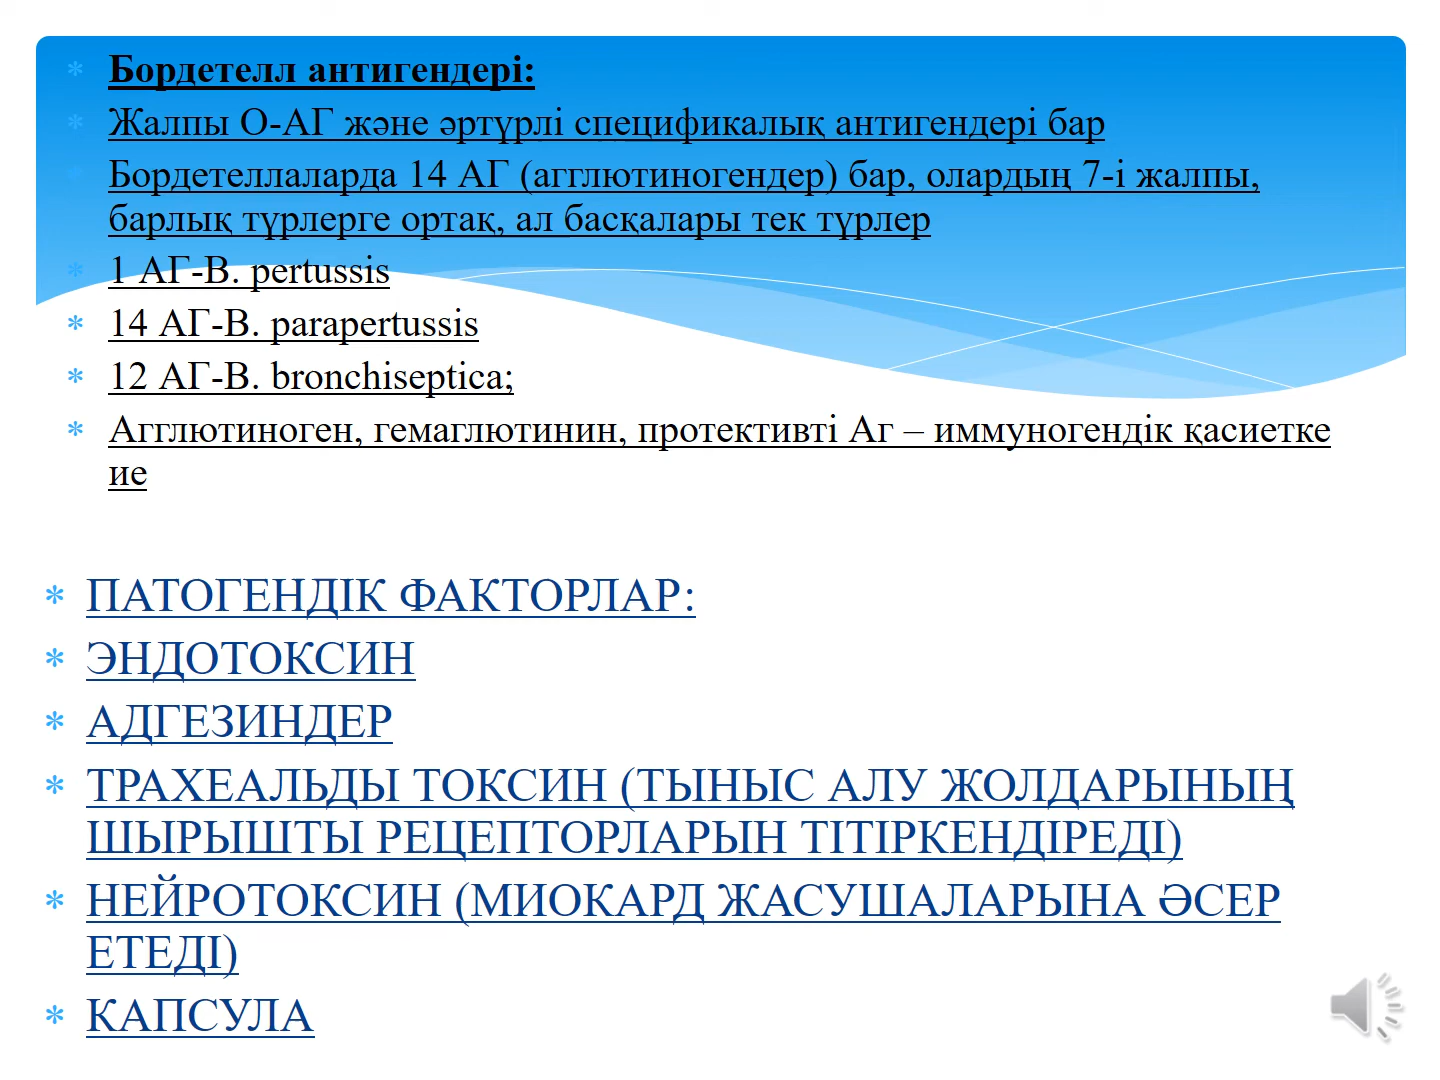 Бордетелл антигендері:
Жалпы О-АГ және әртүрлі спецификалық антигендері бар
Бордетеллаларда 14 АГ (агглютиногендер) бар, олардың 7-і жалпы,
барлық түрлерге ортақ, ал басқалары тек түрлер
1 АГ-B. pertussis
14 АГ-B. parapertussis
12 АГ-B. bronchiseptica;
Агглютиноген, гемаглютинин, протективті Аг – иммуногендік қасиетке
ие
ПАТОГЕНДІК ФАКТОРЛАР:
ЭНДОТОКСИН
АДГЕЗИНДЕР
ТРАХЕАЛЬДЫ ТОКСИН (ТЫНЫС АЛУ ЖОЛДАРЫНЫҢ
ШЫРЫШТЫ РЕЦЕПТОРЛАРЫН ТІТІРКЕНДІРЕДІ)
НЕЙРОТОКСИН (МИОКАРД ЖАСУШАЛАРЫНА ӘСЕР
ЕТЕДІ)
КАПСУЛА